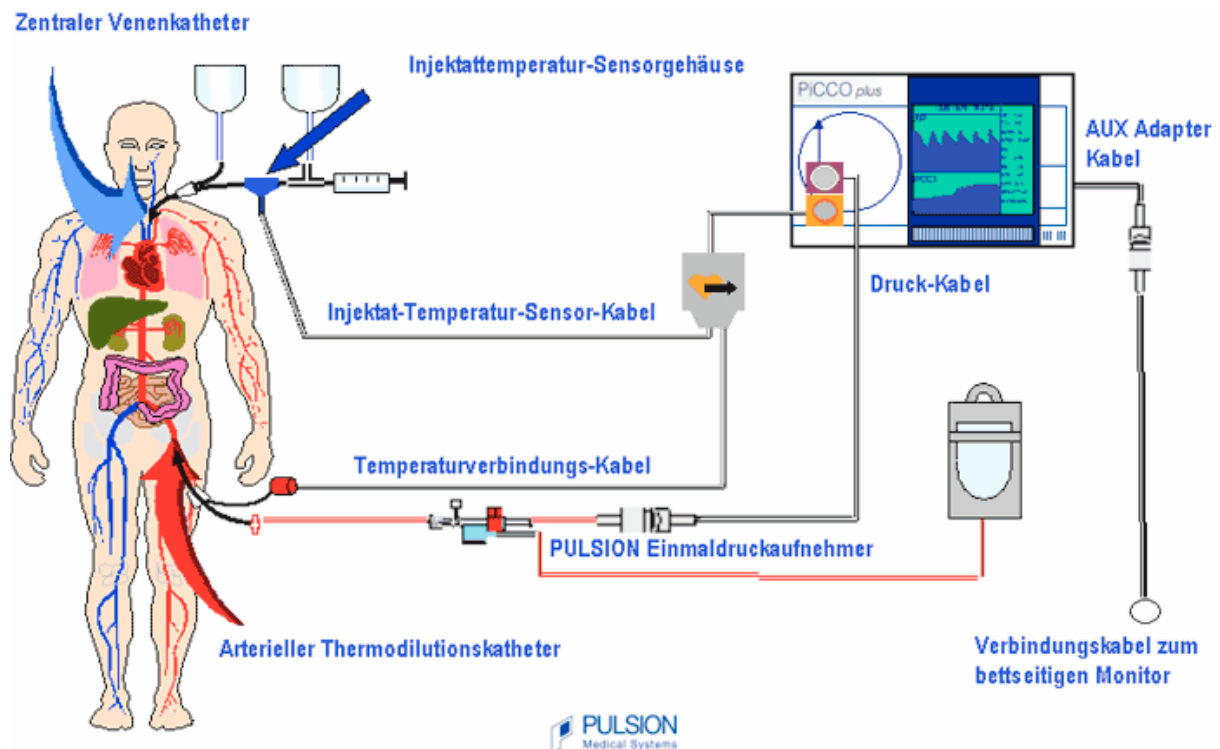 Zentraler Venenkatheter
Injektattemperatur-Sensorgehäuse
PiCCO plus
AUX Adapter
Kabel
Druck-Kabel
Injektat-Temperatur-Sensor-Kabel
Temperaturverbindungs-Kabel
PULSION Einmaldruckaufnehmer
Arterieller Thermodilutionskatheter
Verbindungskabel zum
bettseitigen Monitor
PULSION
Medical Systems